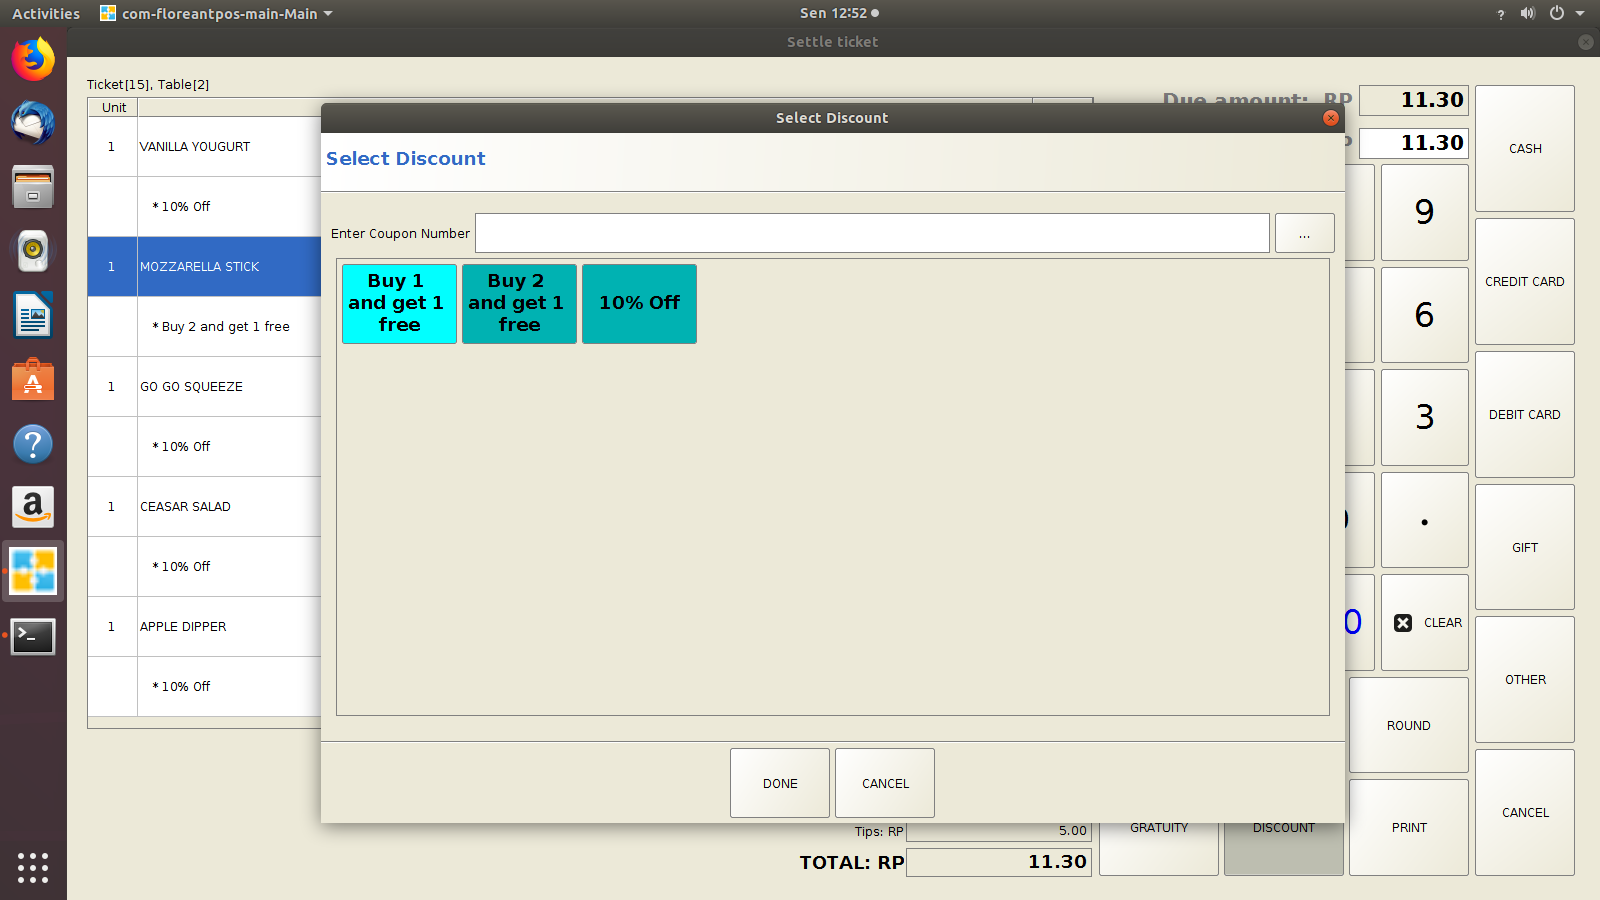 Activities
com-floreantpos-main-Main
Sen 12:52
?
Settle ticket
Ticket[15], Table[2]
Unit
1 VANILLA YOUGURT
* 10% Off
1 MOZZARELLA STICK
* Buy 2 and get 1 free
1 GO GO SQUEEZE
* 10% Off
1 CEASAR SALAD
* 10% Off
1 APPLE DIPPER
* 10% Off
Select Discount
Select Discount
Enter Coupon Number
...
Buy 1
and get 1
free
Buy 2
and get 1
free
10% Off
DONE
CANCEL
Due amount: RP 11.30
11.30
9
6
3
.
0
CLEAR
ROUND
PRINT
CASH
CREDIT CARD
DEBIT CARD
GIFT
OTHER
CANCEL
Tips: RP 5.00
TOTAL: RP 11.30
GRATUITY
DISCOUNT